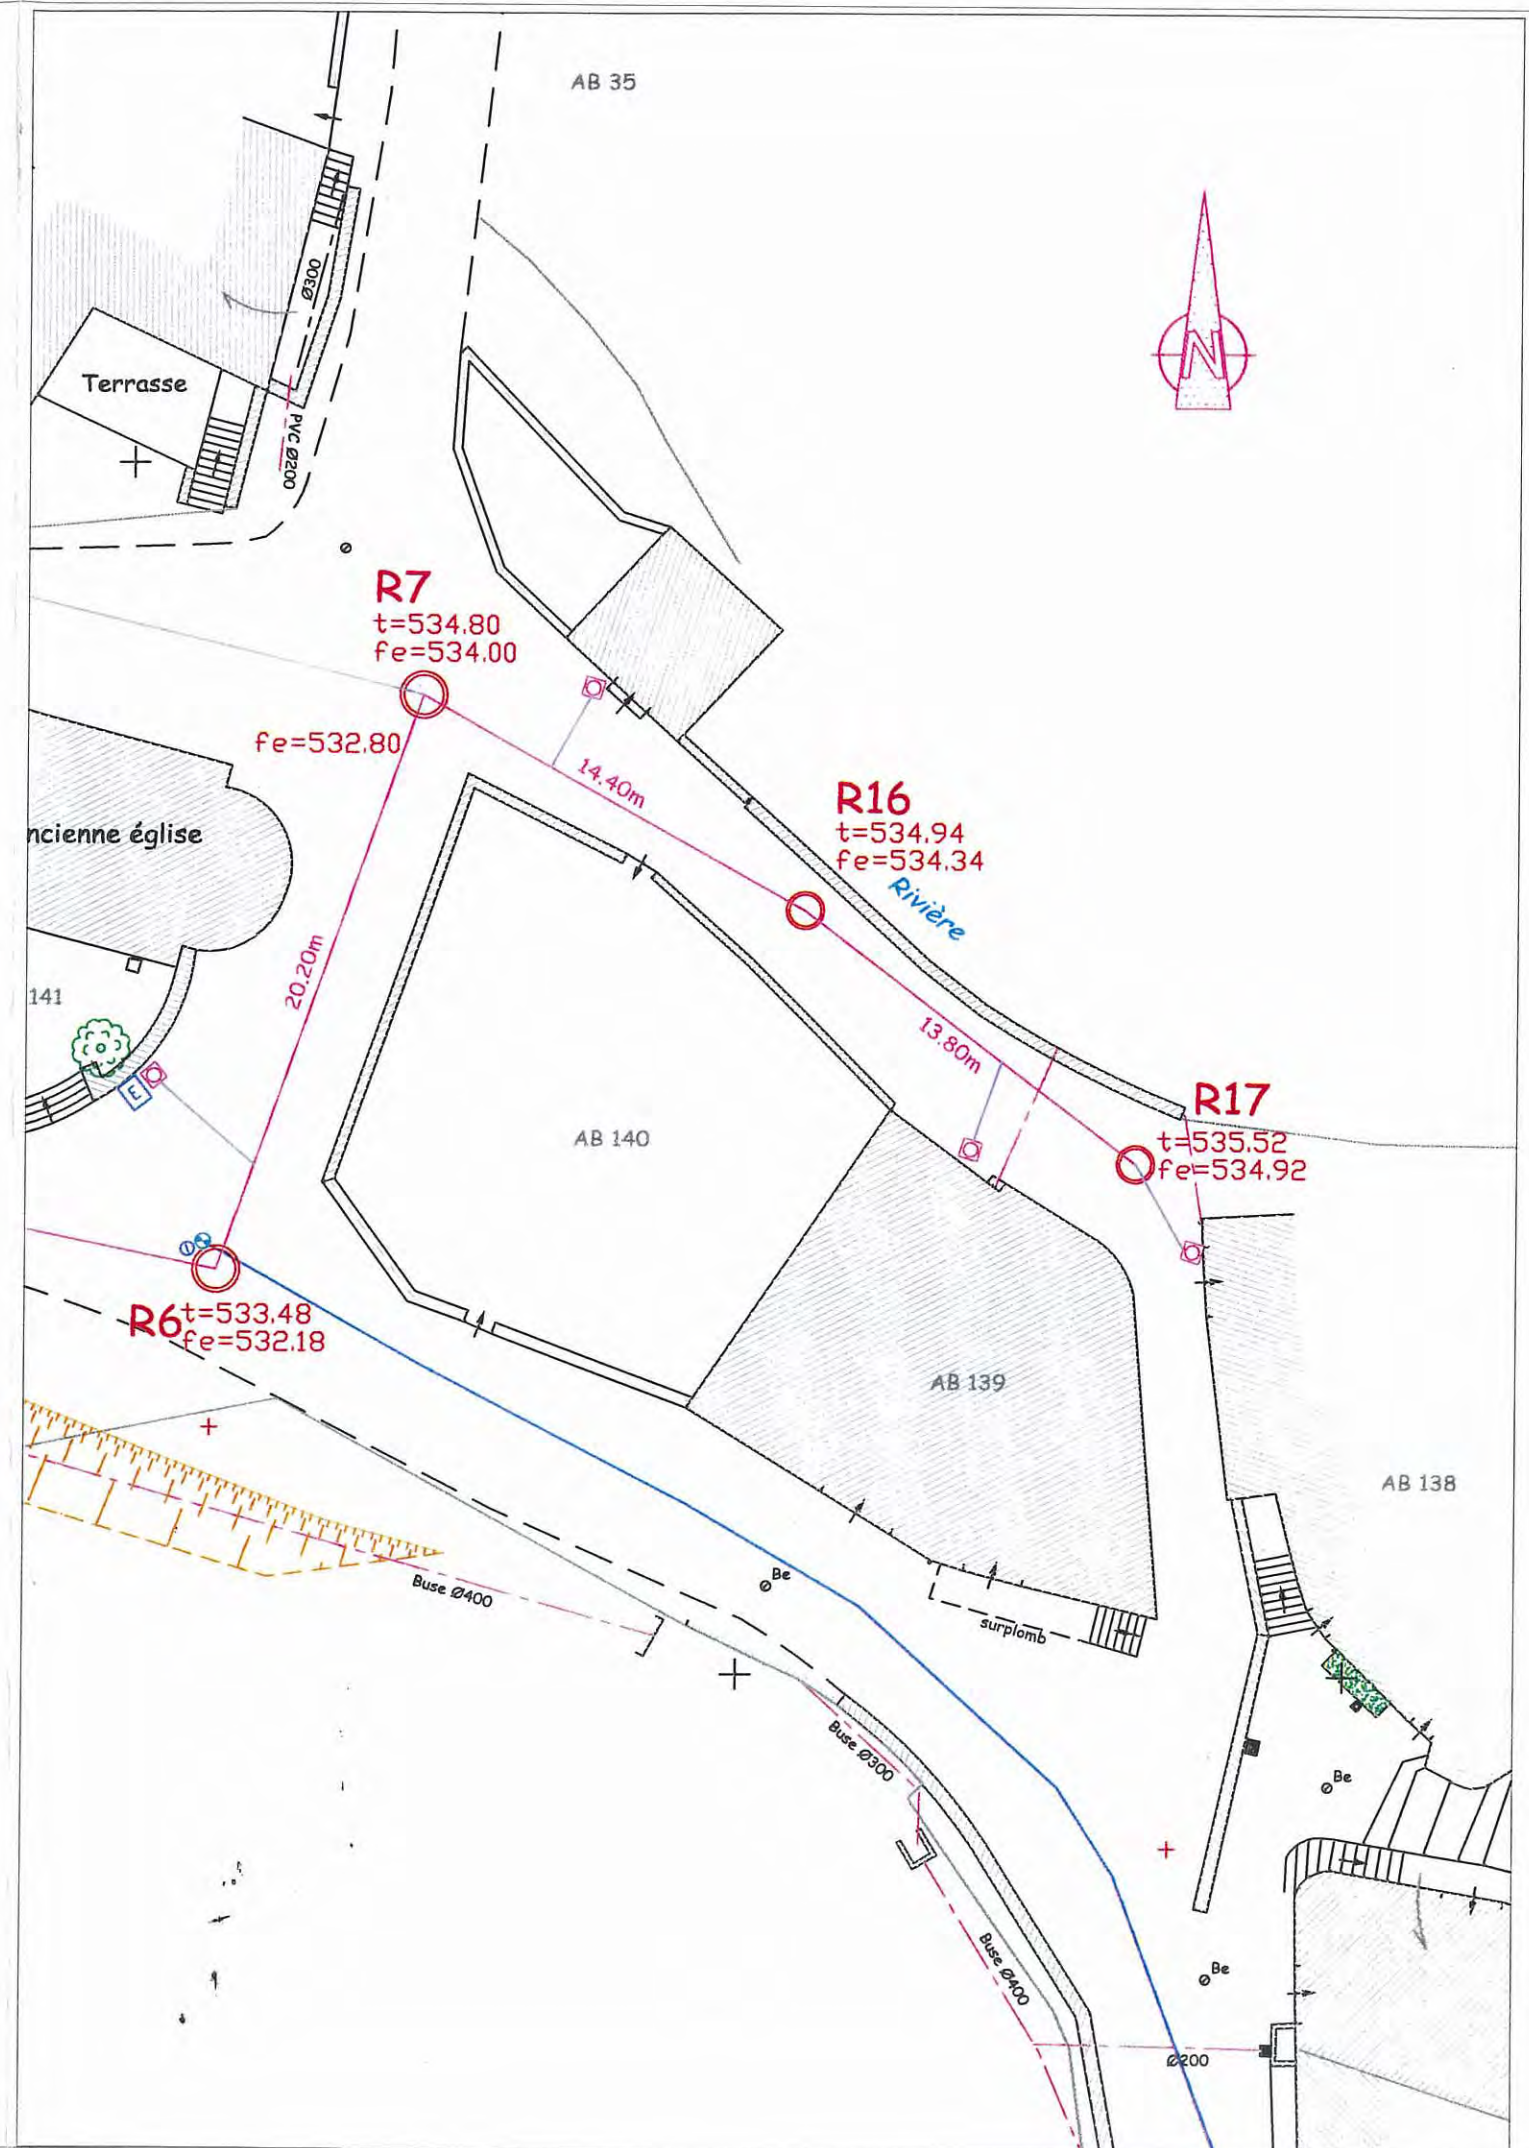 AB 35
N
Ø300
Terrasse
PVC Ø200
R7
t=534.80
fe=534.00
fe=532.80
14.40m
R16
t=534.94
fe=534.34
Rivière
ncienne église
20.20m
141
E
13.80m
R17
t=535.52
fe=534.92
AB 140
R6
t=533.48
fe=532.18
AB 139
AB 138
Buse Ø400
Be
surplomb
Buse Ø300
Be
Buse Ø400
Be
Ø200